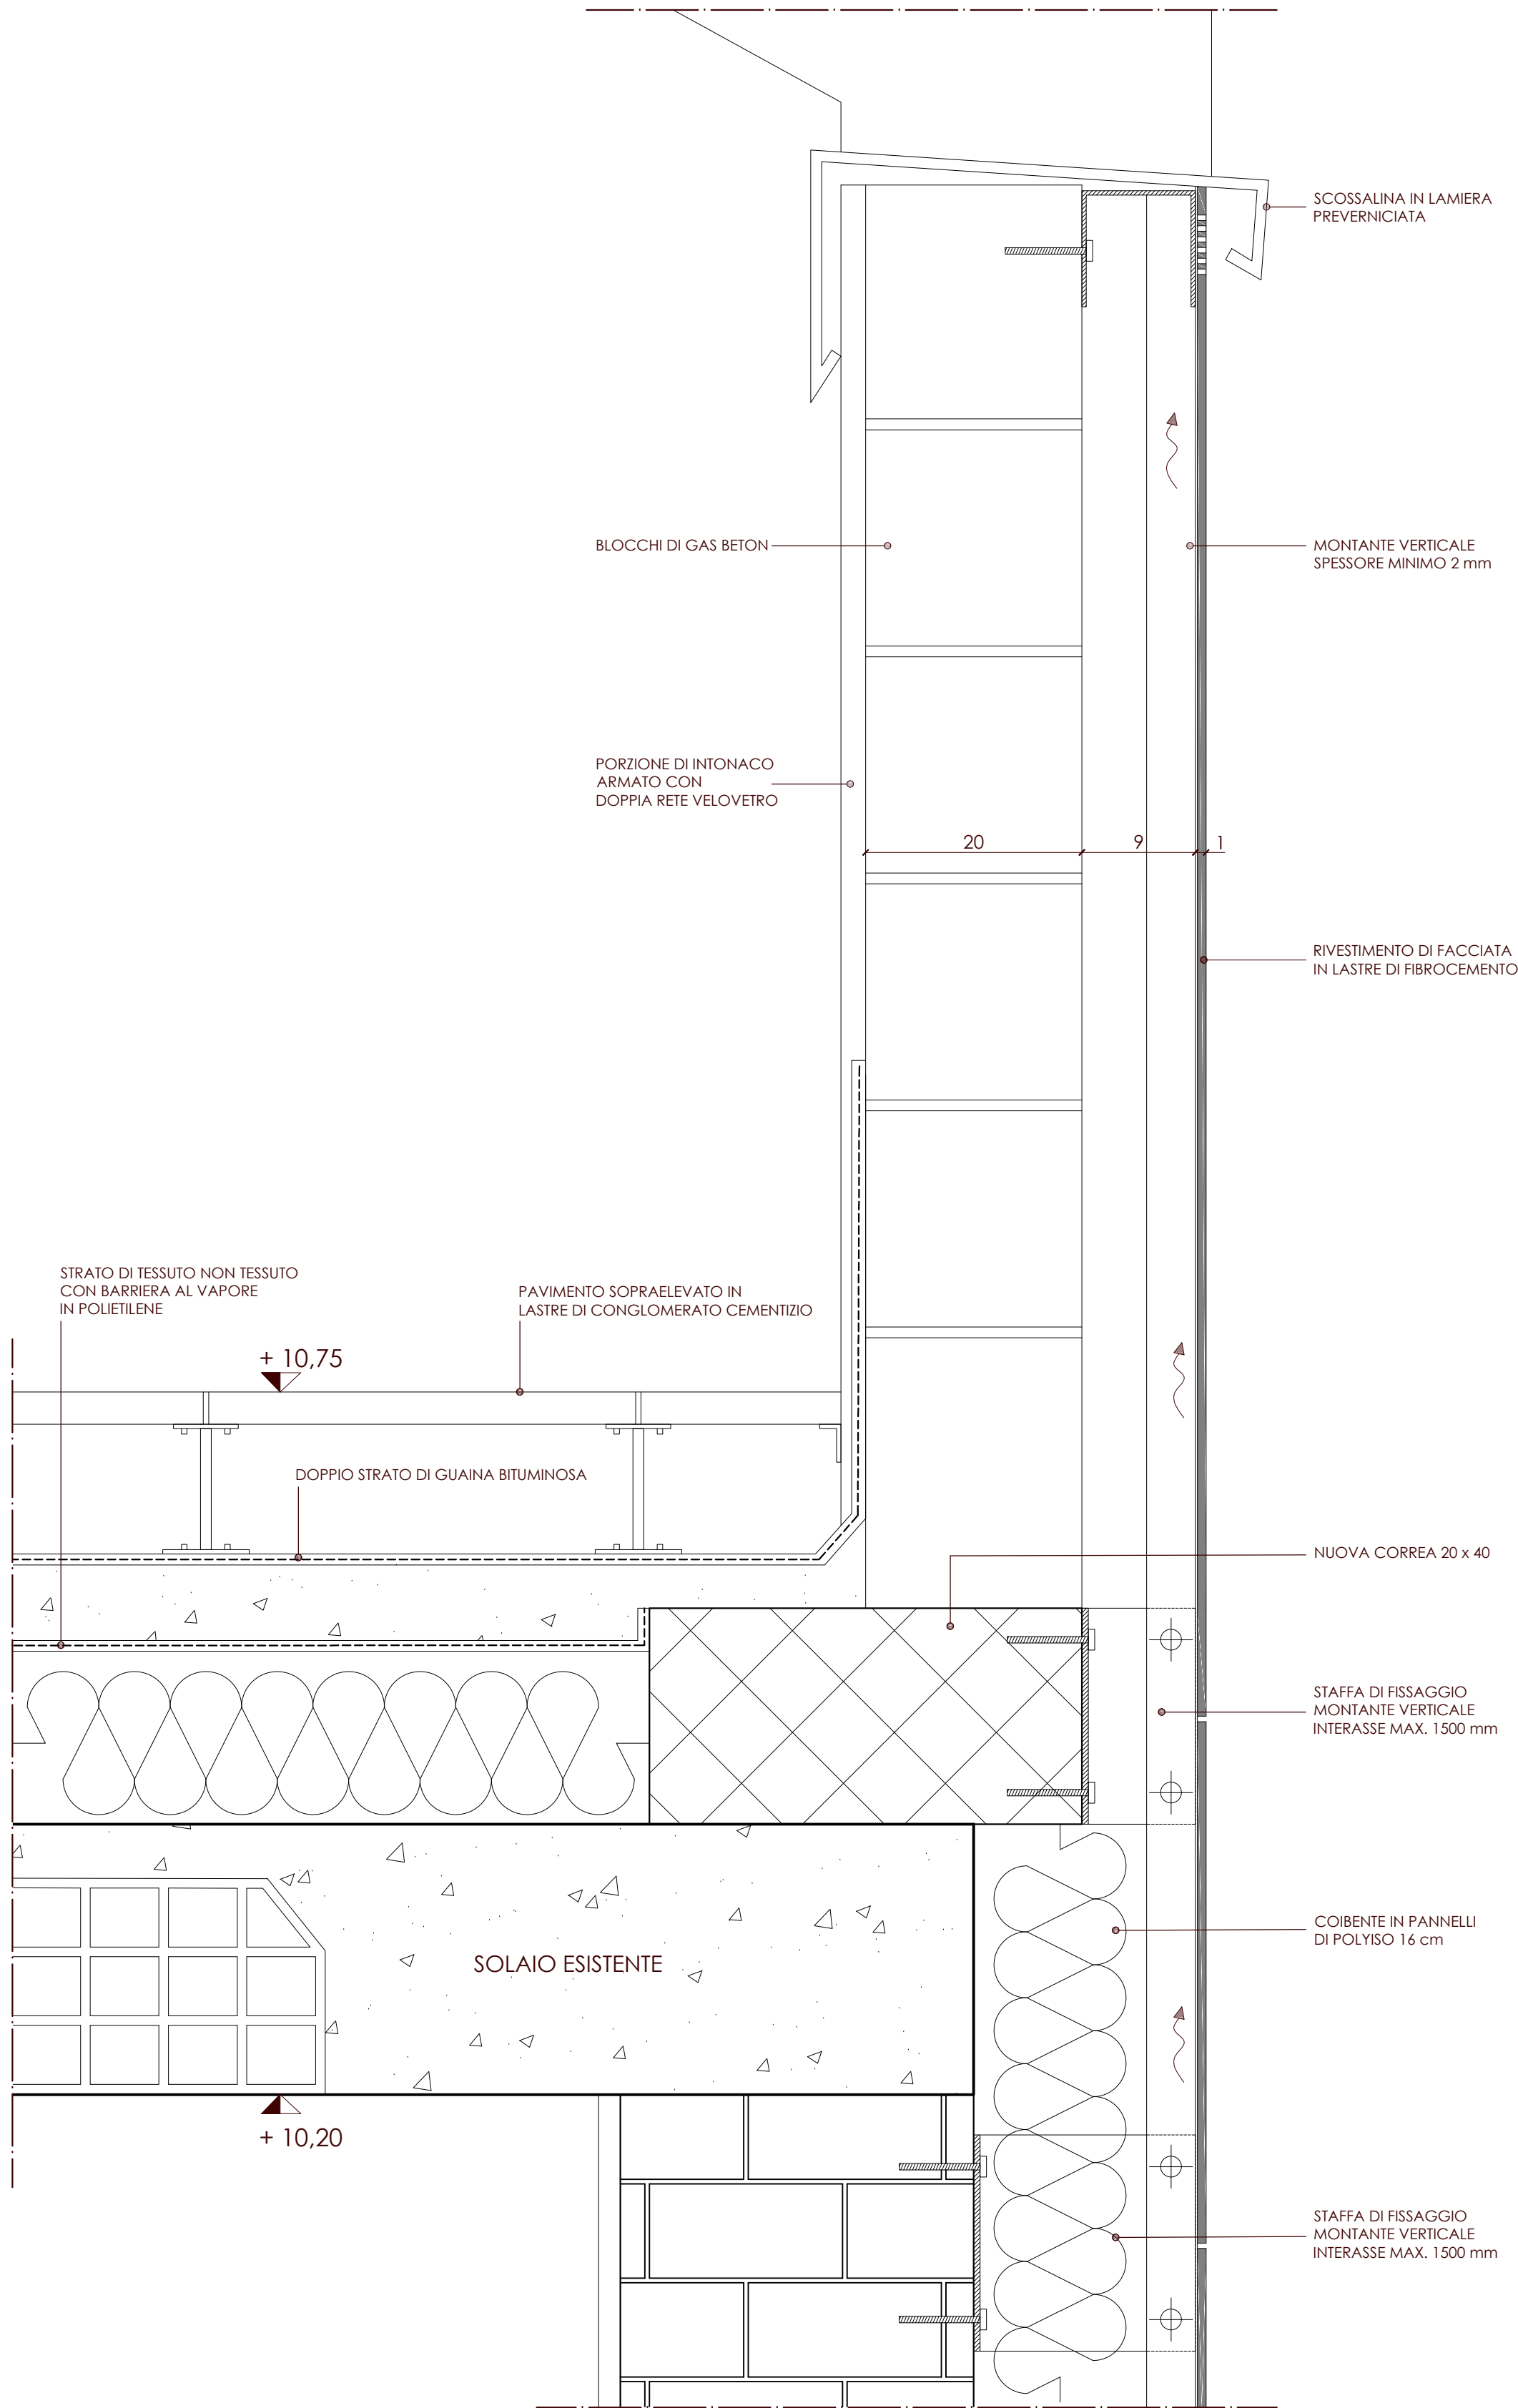 SCOSSALINA IN LAMIERA
PREVERNICIATA
BLOCCHI DI GAS BETON
MONTANTE VERTICALE
SPESSORE MINIMO 2 mm
PORZIONE DI INTONACO
ARMATO CON
DOPPIA RETE VELOVETRO
20
9
1
RIVESTIMENTO DI FACCIATA
IN LASTRE DI FIBROCEMENTO
STRATO DI TESSUTO NON TESSUTO
CON BARRIERA AL VAPORE
IN POLIETILENE
PAVIMENTO SOPRAELEVATO IN
LASTRE DI CONGLOMERATO CEMENTIZIO
+ 10,75
DOPPIO STRATO DI GUAINA BITUMINOSA
NUOVA CORREA 20 x 40
STAFFA DI FISSAGGIO
MONTANTE VERTICALE
INTERASSE MAX. 1500 mm
COIBENTE IN PANNELLI
DI POLYISO 16 cm
SOLAIO ESISTENTE
+ 10,20
STAFFA DI FISSAGGIO
MONTANTE VERTICALE
INTERASSE MAX. 1500 mm